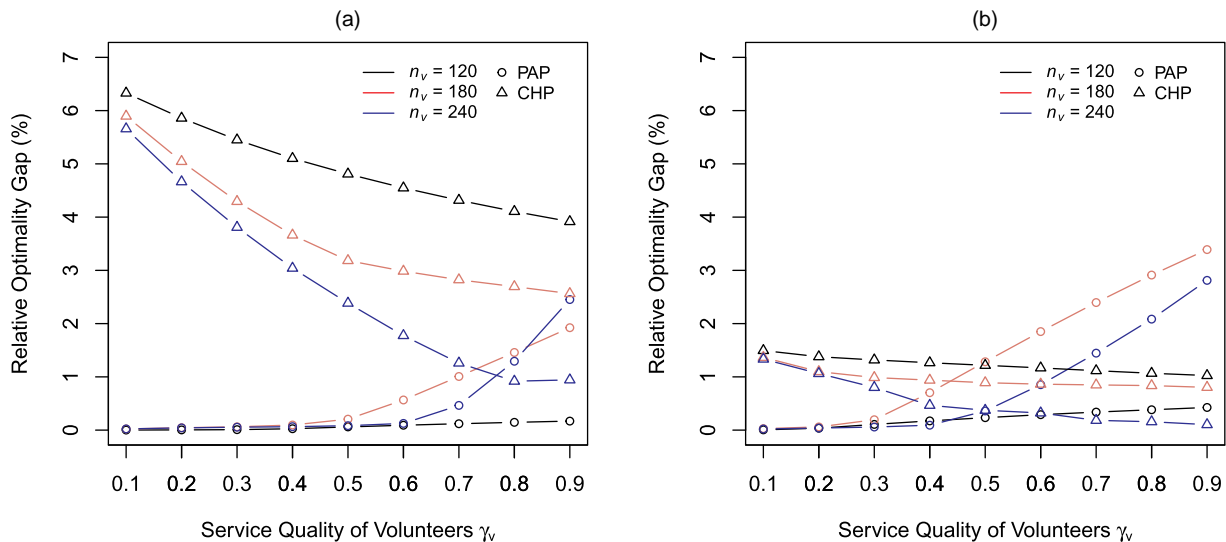 (a)
Relative Optimality Gap (%)
7
6
5
4
3
2
1
0
n_v = 120
n_v = 180
n_v = 240
PAP
CHP
0.1 0.2 0.3 0.4 0.5 0.6 0.7 0.8 0.9
Service Quality of Volunteers γ_v
(b)
Relative Optimality Gap (%)
7
6
5
4
3
2
1
0
n_v = 120
n_v = 180
n_v = 240
PAP
CHP
0.1 0.2 0.3 0.4 0.5 0.6 0.7 0.8 0.9
Service Quality of Volunteers γ_v